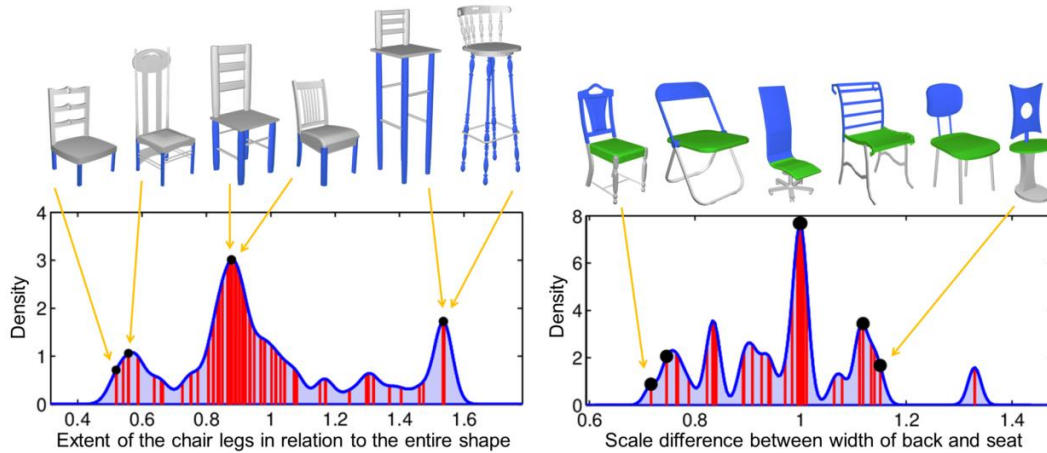 4
3
2
1
0
Density
0.4 0.6 0.8 1 1.2 1.4 1.6
Extent of the chair legs in relation to the entire shape
8
6
4
2
0
Density
0.6 0.8 1 1.2 1.4
Scale difference between width of back and seat